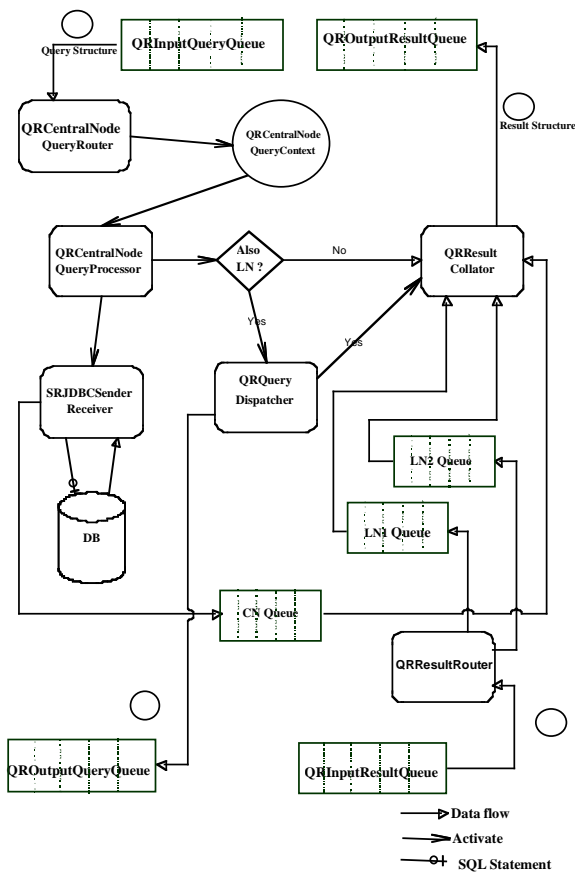 Query Structure
QRInputQueryQueue
QROutputResultQueue
Result Structure
QRCentralNode
QueryRouter
QRCentralNode
QueryContext
QRCentralNode
QueryProcessor
Also
LN ?
No
QRResult
Collator
Yes
Yes
SRJDBCSender
Receiver
QRQuery
Dispatcher
LN2 Queue
DB
LN1 Queue
CN Queue
QRResultRouter
QROutputQueryQueue
QRInputResultQueue
Data flow
Activate
SQL Statement